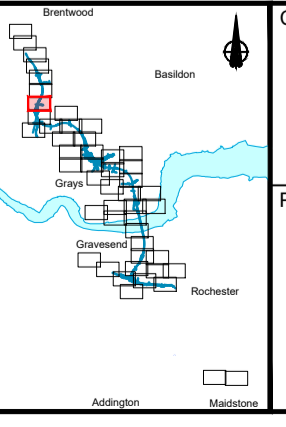 Brentwood
Basildon
Grays
Gravesend
Rochester
Addington
Maidstone